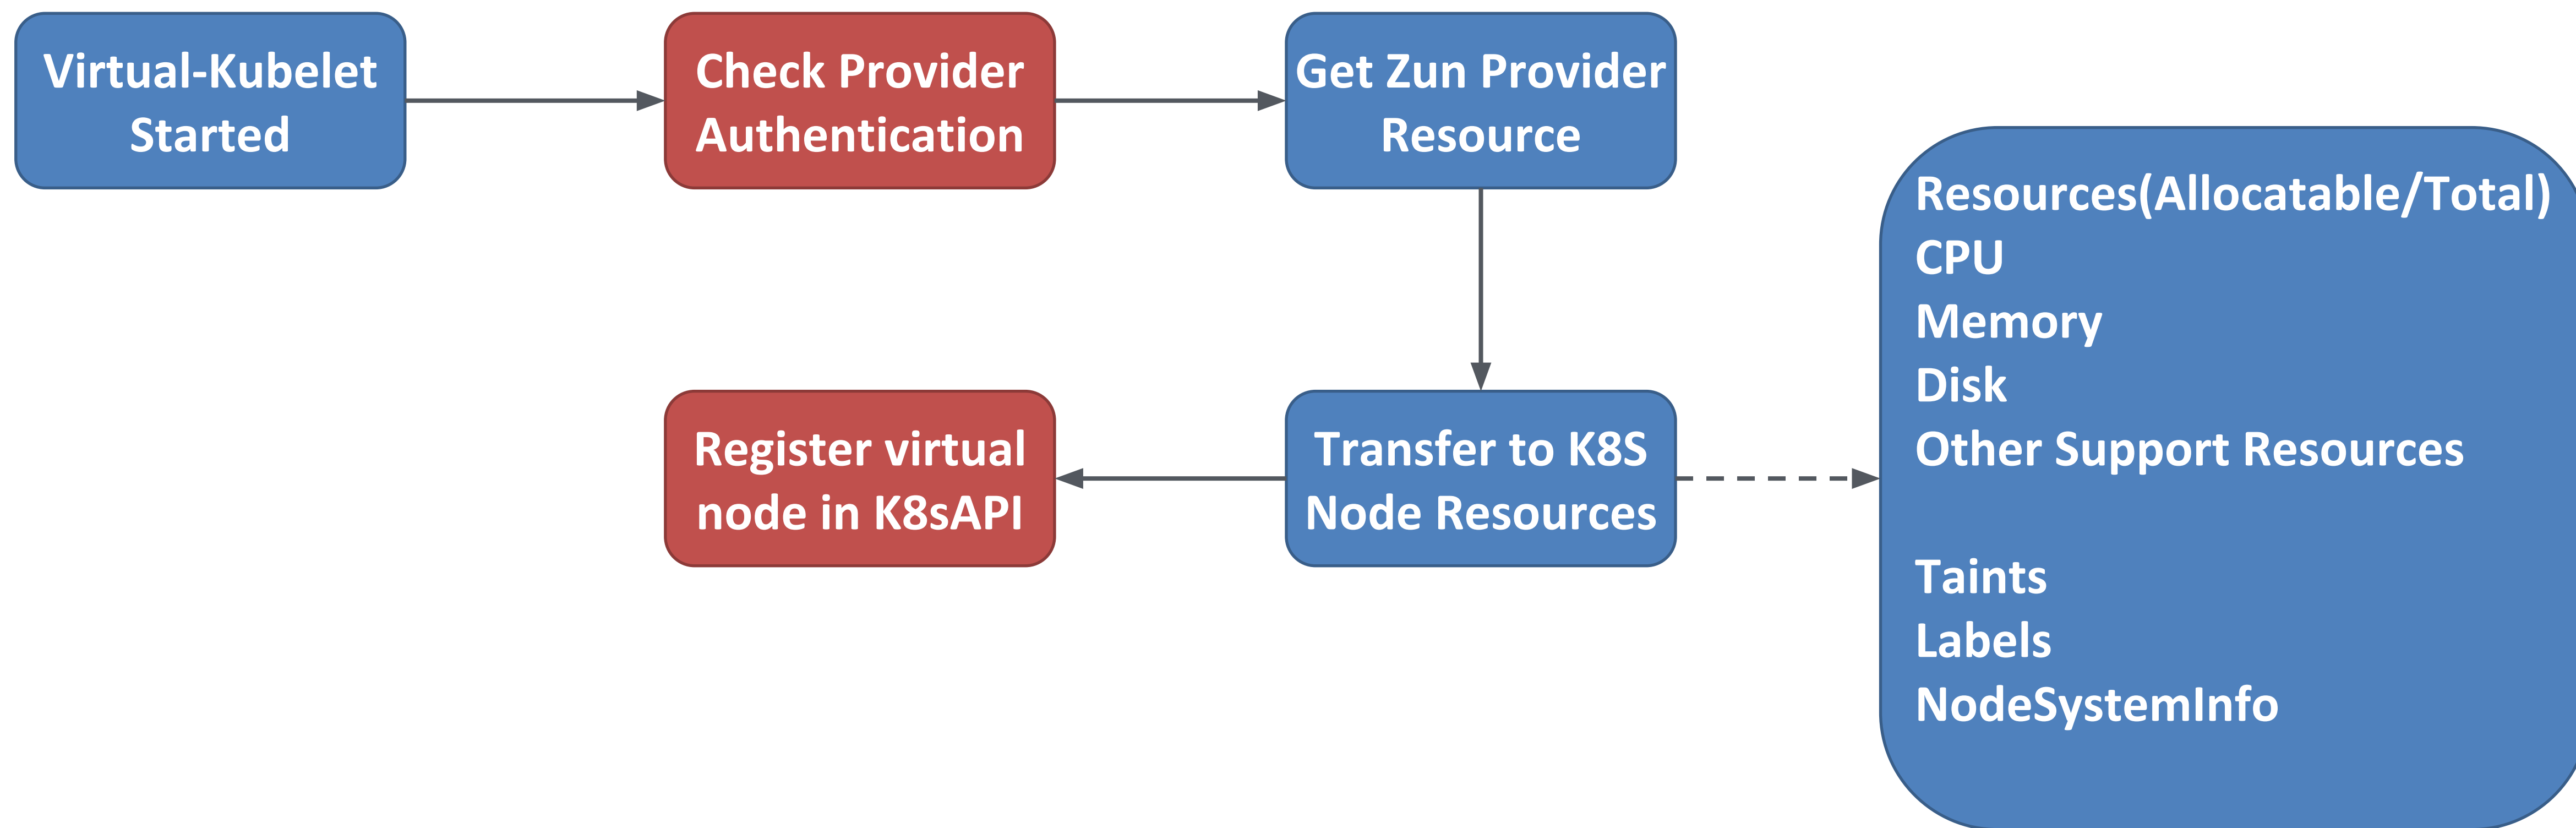 Virtual-Kubelet
Started
Check Provider
Authentication
Get Zun Provider
Resource
Register virtual
node in K8sAPI
Transfer to K8S
Node Resources
Resources(Allocatable/Total)
CPU
Memory
Disk
Other Support Resources
Taints
Labels
NodeSystemInfo